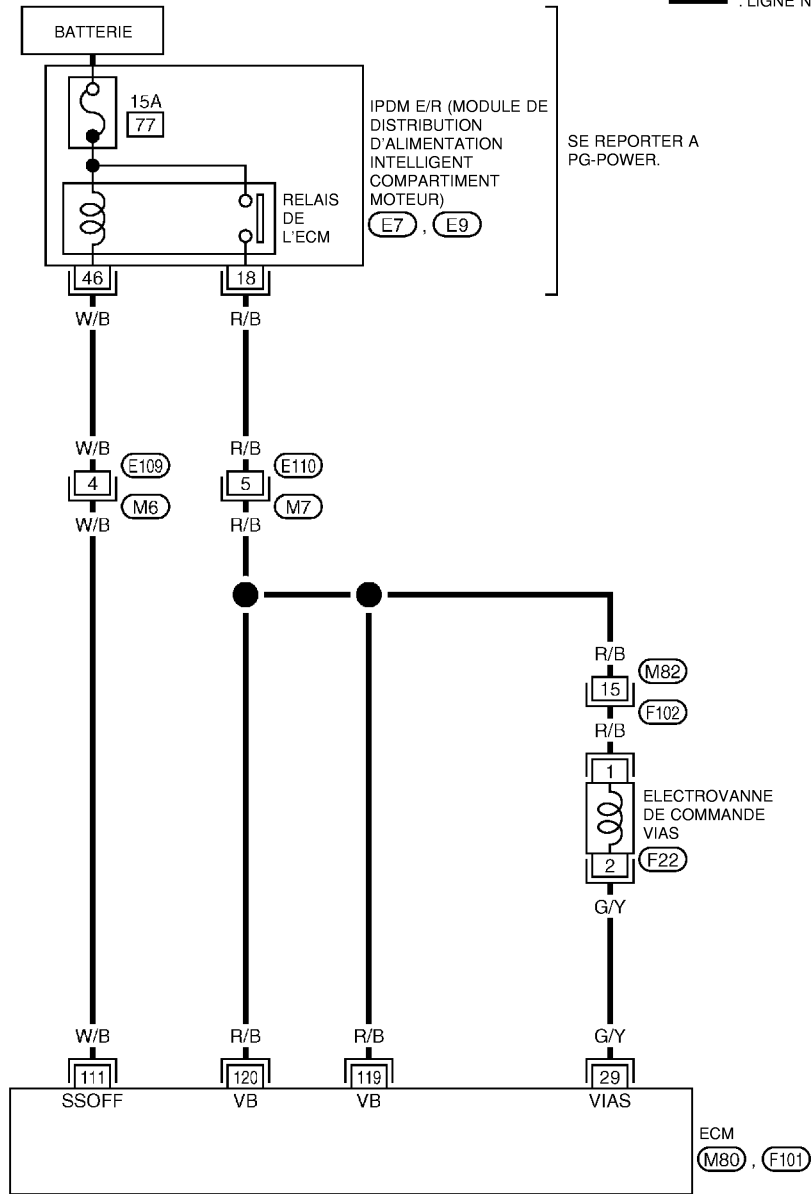 : LIGNE N
BATTERIE
15A
77
IPDM E/R (MODULE DE
DISTRIBUTION
D'ALIMENTATION
INTELLIGENT
COMPARTIMENT
MOTEUR)
E7 , E9
SE REPORTER A
PG-POWER.
RELAIS
DE
L'ECM
46
18
W/B
R/B
W/B
R/B
4
E109
5
E110
M6
M7
W/B
R/B
R/B
M82
15
F102
R/B
1
ELECTROVANNE
DE COMMANDE
VIAS
2
F22
G/Y
W/B
R/B
R/B
G/Y
111
120
119
29
SSOFF
VB
VB
VIAS
ECM
M80 , F101